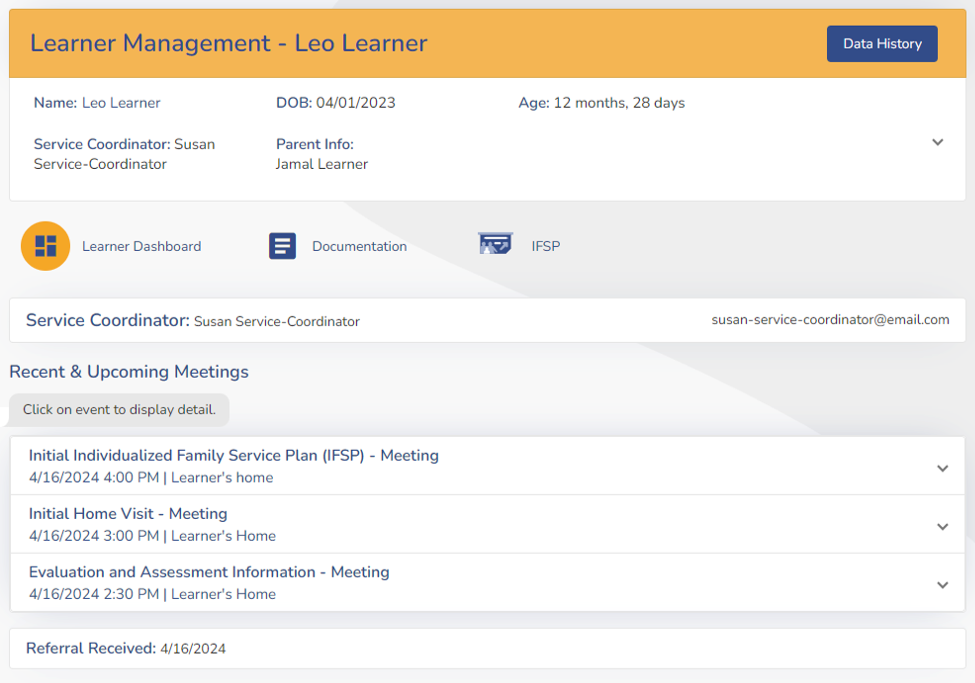 Learner Management - Leo Learner
Data History
Name: Leo Learner
DOB: 04/01/2023
Age: 12 months, 28 days
Service Coordinator: Susan
Service-Coordinator
Parent Info:
Jamal Learner
Learner Dashboard
Documentation
IFSP
Service Coordinator: Susan Service-Coordinator
susan-service-coordinator@email.com
Recent & Upcoming Meetings
Click on event to display detail.
Initial Individualized Family Service Plan (IFSP) - Meeting
4/16/2024 4:00 PM | Learner's home
Initial Home Visit - Meeting
4/16/2024 3:00 PM | Learner's Home
Evaluation and Assessment Information - Meeting
4/16/2024 2:30 PM | Learner's Home
Referral Received: 4/16/2024